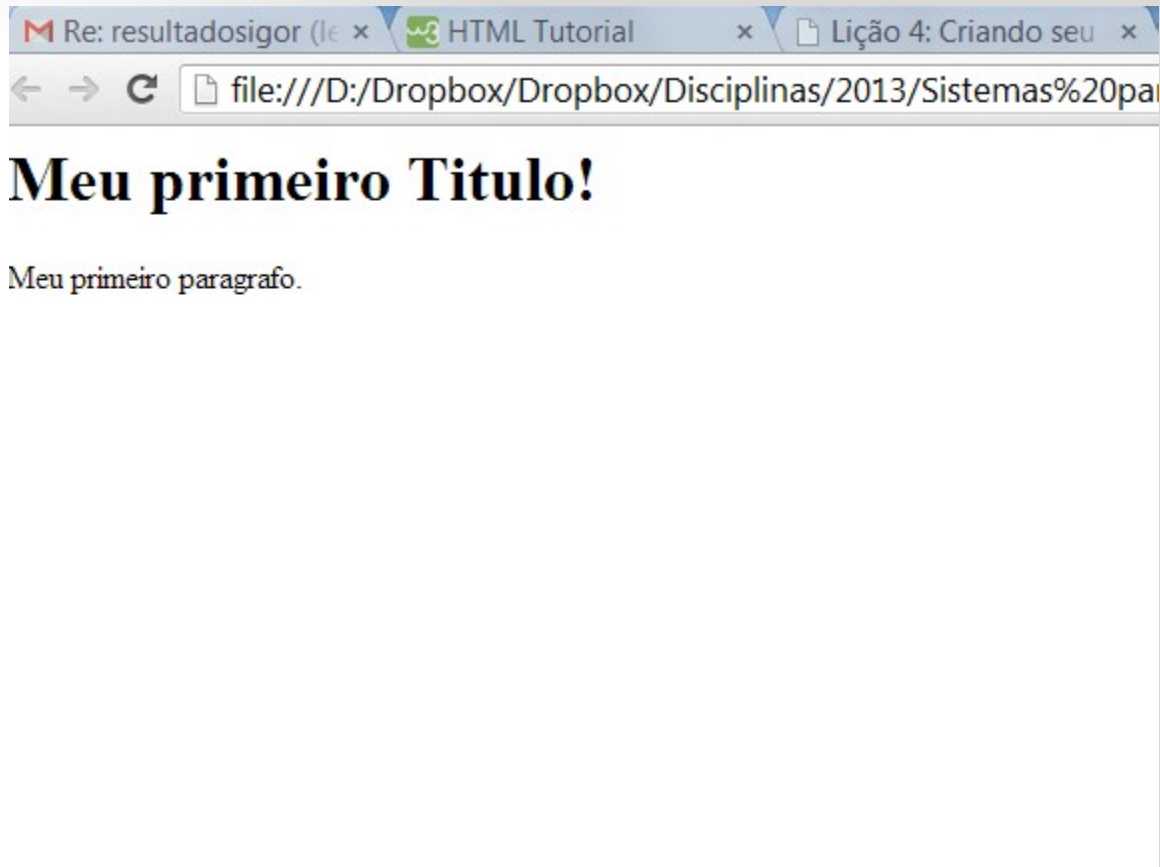 Re: resultadosigor (le
HTML Tutorial
Lição 4: Criando seu
file:///D:/Dropbox/Dropbox/Disciplinas/2013/Sistemas%20pa
Meu primeiro Titulo!
Meu primeiro paragrafo.